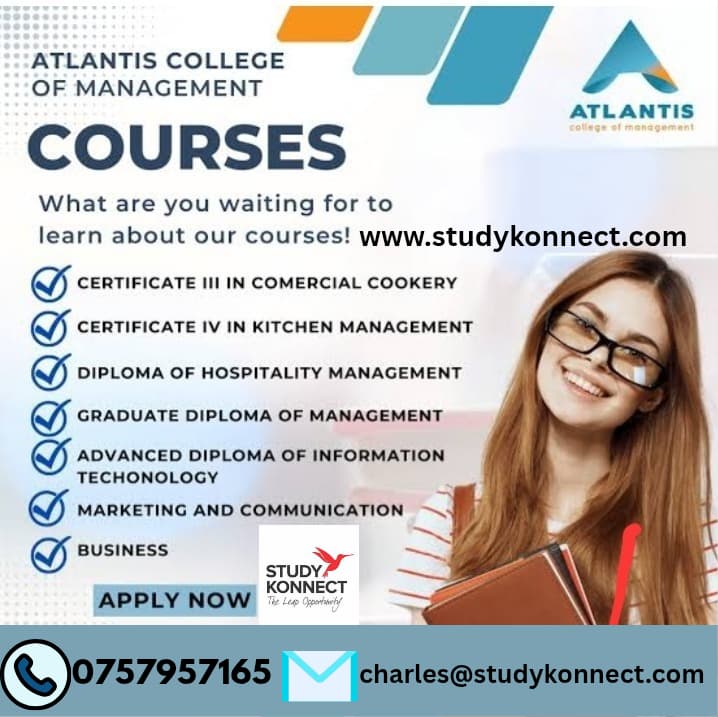 ATLANTIS COLLEGE
OF MANAGEMENT
ATLANTIS
college of management
COURSES
What are you waiting for to
learn about our courses! www.studykonnect.com
CERTIFICATE III IN COMERCIAL COOKERY
CERTIFICATE IV IN KITCHEN MANAGEMENT
DIPLOMA OF HOSPITALITY MANAGEMENT
GRADUATE DIPLOMA OF MANAGEMENT
ADVANCED DIPLOMA OF INFORMATION
TECHONOLOGY
MARKETING AND COMMUNICATION
BUSINESS
STUDY
KONNECT
The Leap Opportunity
APPLY NOW
0757957165
charles@studykonnect.com